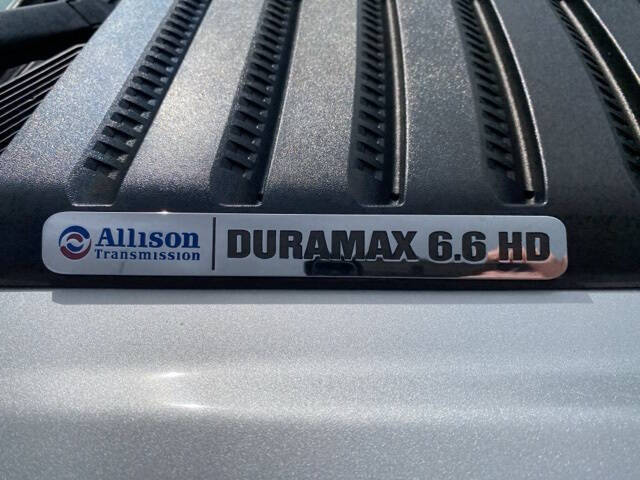 Allison
Transmission
DURAMAX 6.6 HD